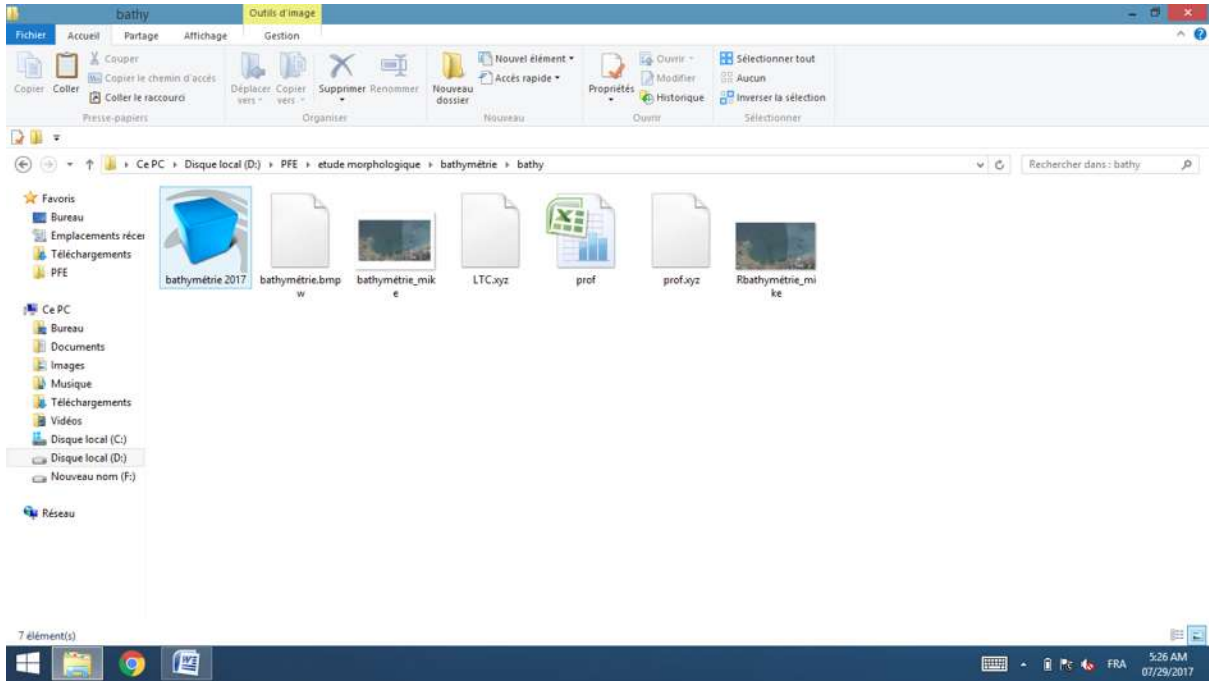 bathy
Outils d'image
Fichier Accueil Partage Affichage Gestion
Copier
Coller
Couper
Copier le chemin d'accès
Coller le raccourci
Presse-papiers
Déplacer vers
Copier vers
Supprimer
Renommer
Organiser
Nouveau dossier
Nouvel élément
Accès rapide
Nouveau
Propriétés
Ouvrir
Modifier
Historique
Ouvrir
Sélectionner tout
Aucun
Inverser la sélection
Sélectionner
Ce PC Disque local (D:) PFE etude morphologique bathymétrie bathy
Rechercher dans : bathy
Favoris
Bureau
Emplacements récen
Téléchargements
PFE
Ce PC
Bureau
Documents
Images
Musique
Téléchargements
Vidéos
Disque local (C:)
Disque local (D:)
Nouveau nom (F:)
Réseau
bathymétrie 2017
bathymétrie.bmp
w
bathymétrie_mik
e
LTC.xyz
prof
prof.xyz
Rbathymétrie_mi
ke
7 élément(s)
FRA
5:26 AM
07/29/2017